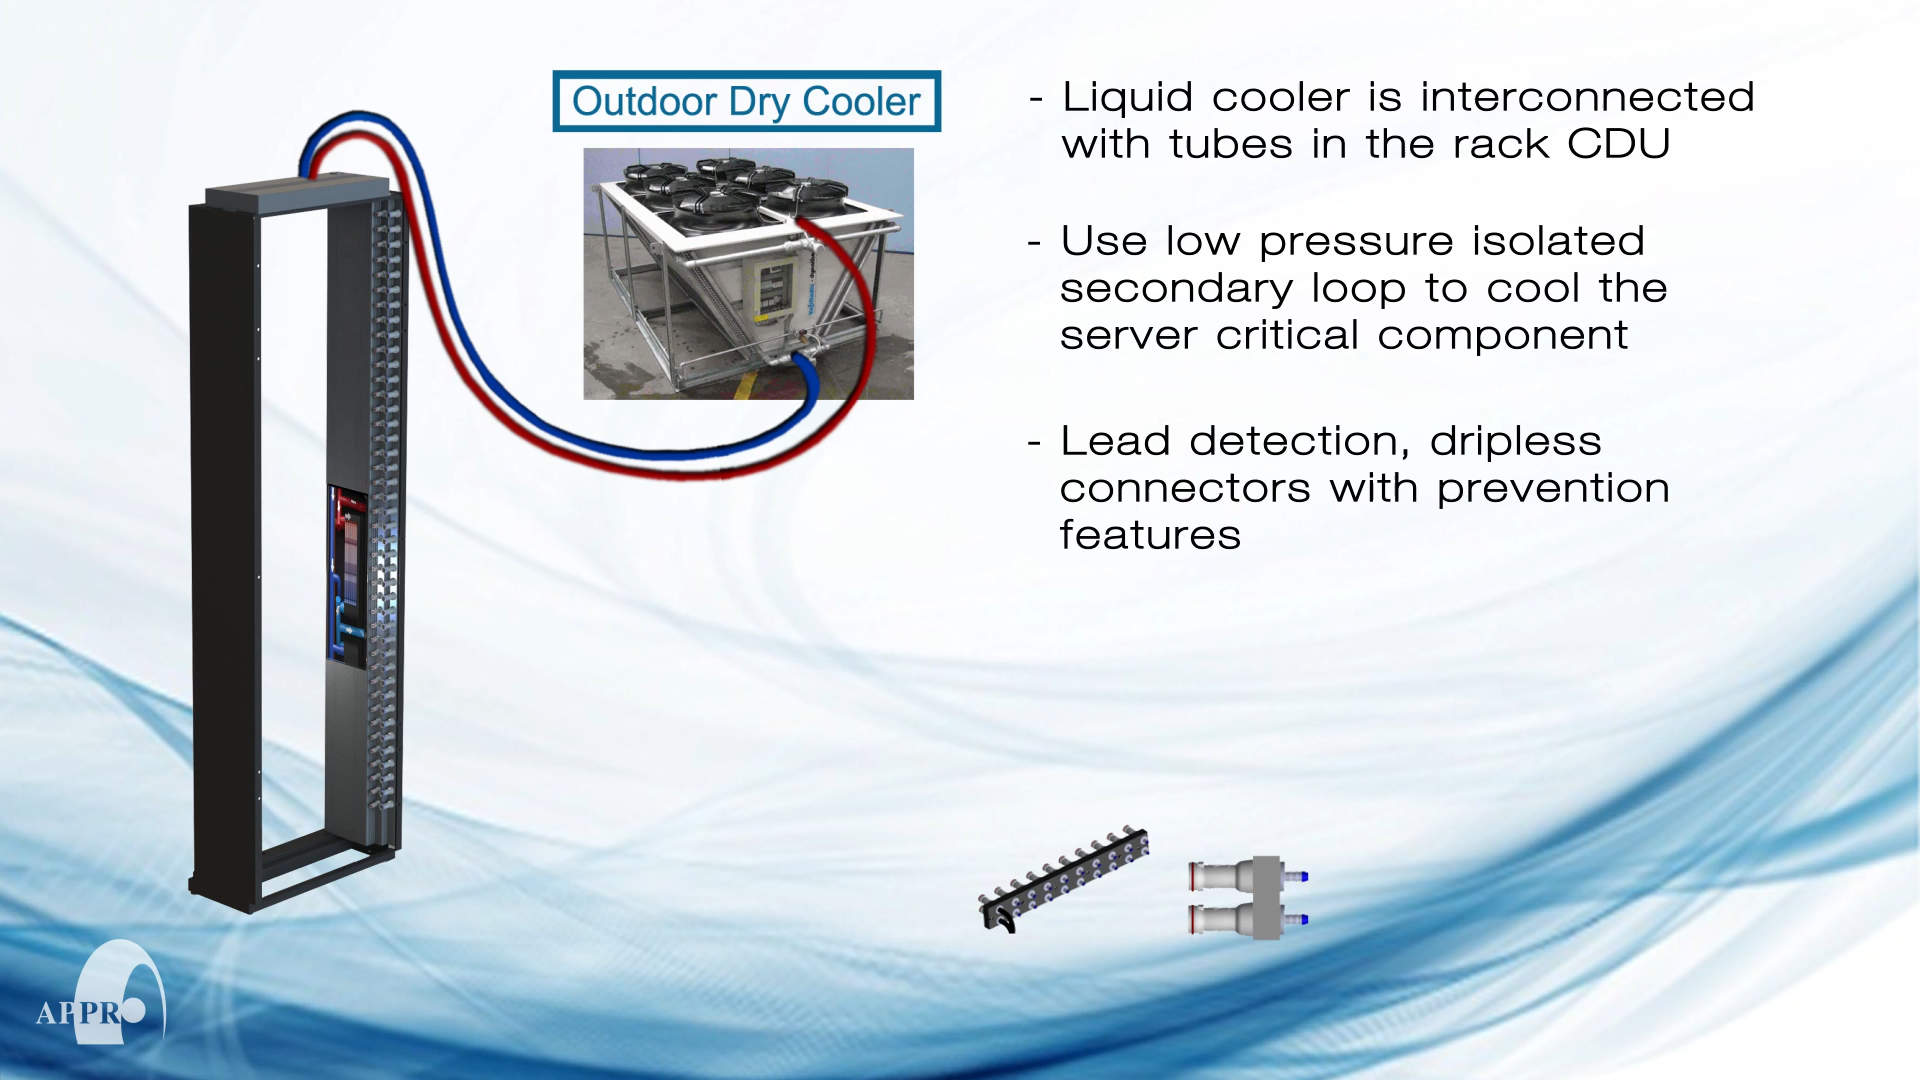 Outdoor Dry Cooler
- Liquid cooler is interconnected
with tubes in the rack CDU
- Use low pressure isolated
secondary loop to cool the
server critical component
- Lead detection, dripless
connectors with prevention
features
APPRO